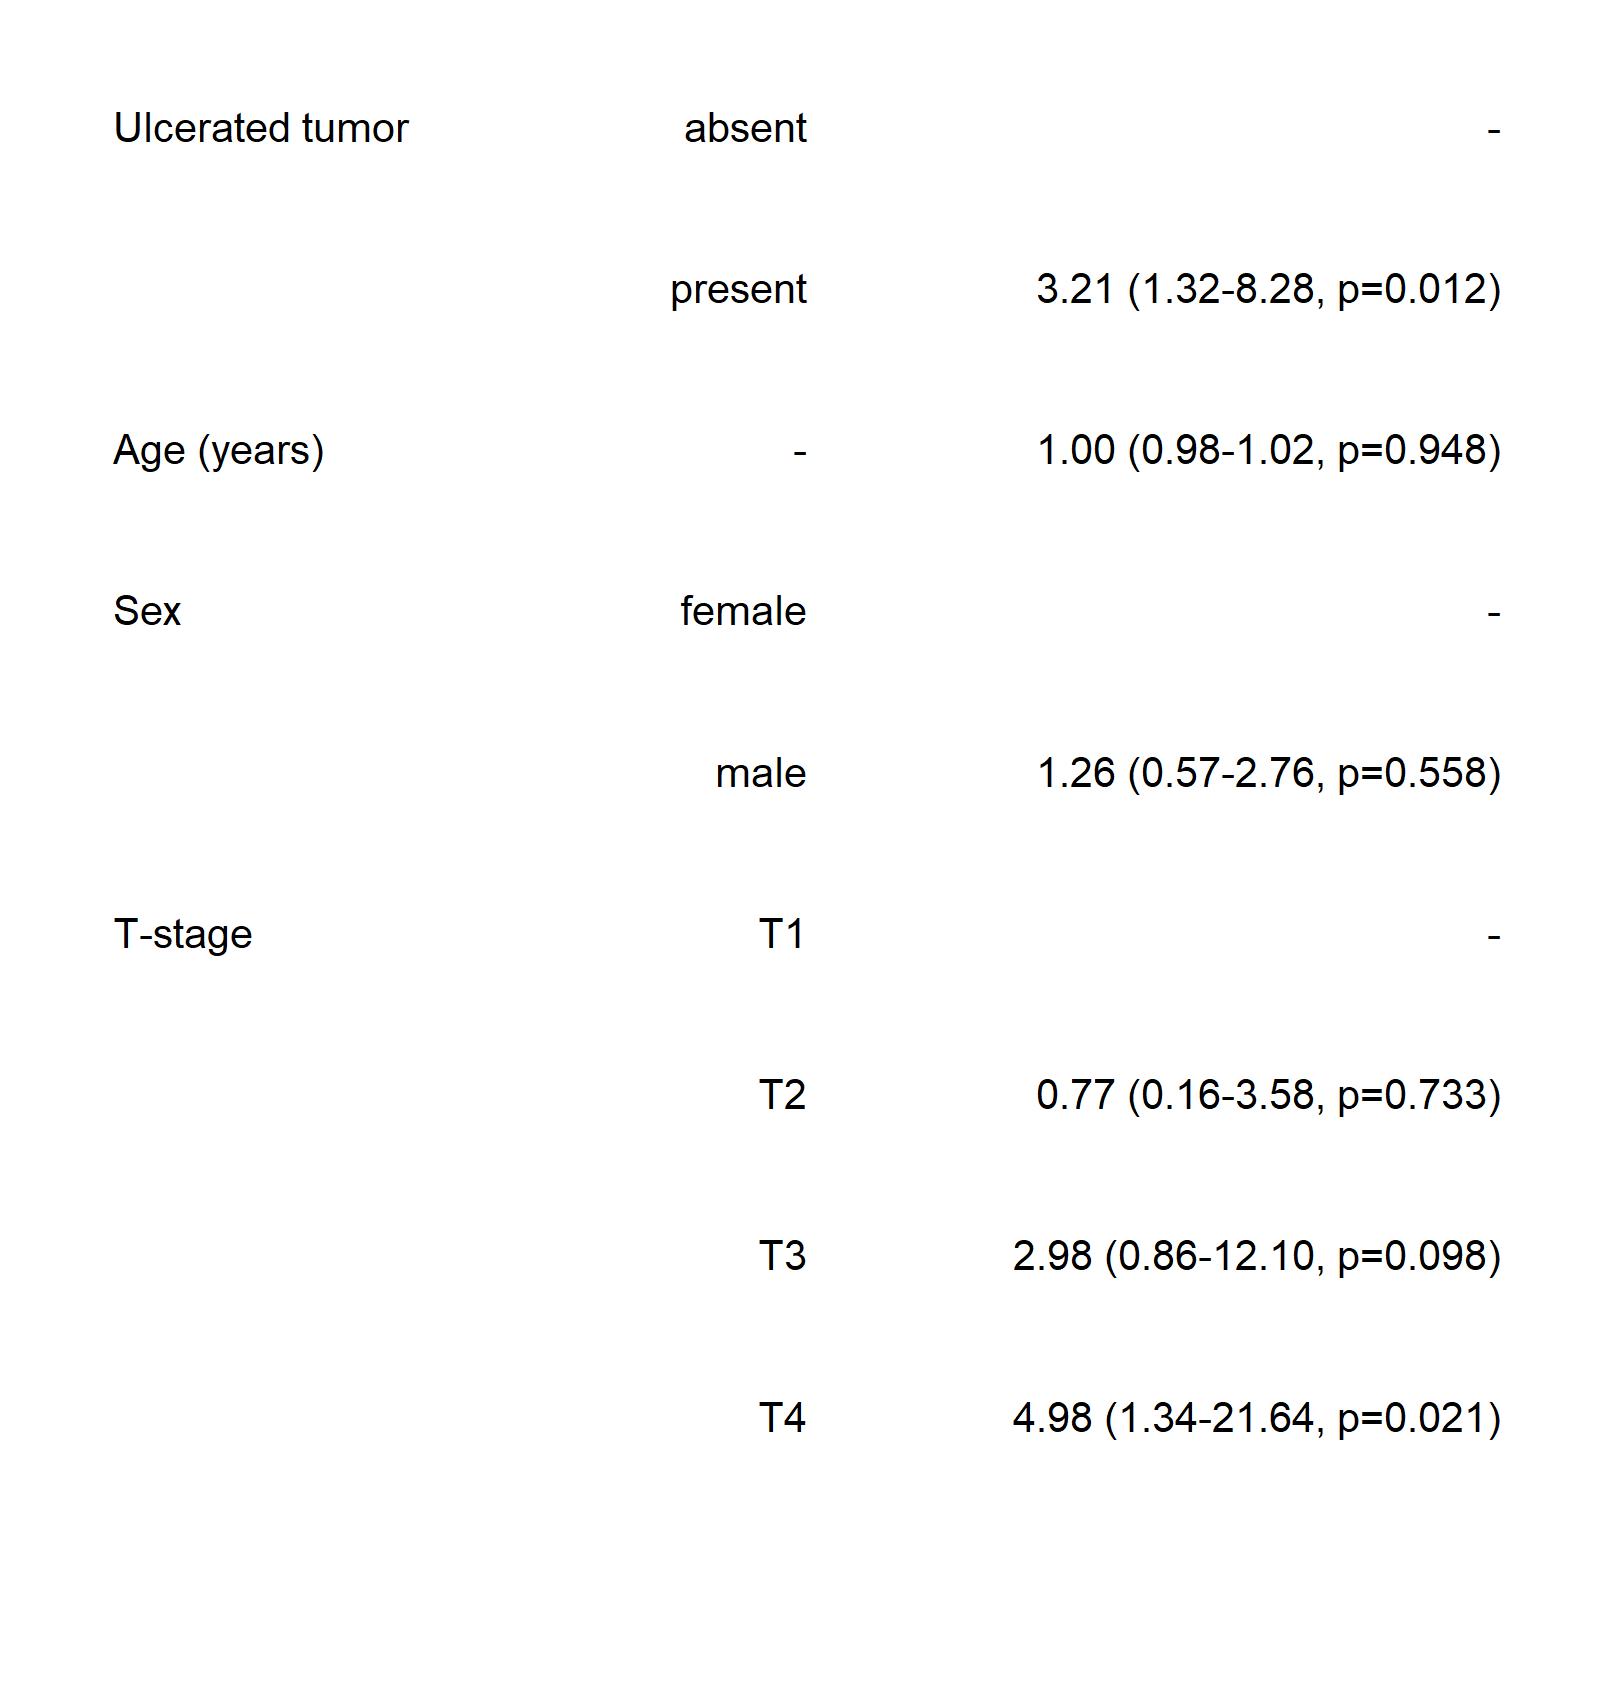 Ulcerated tumor absent -
present 3.21 (1.32-8.28, p=0.012)
Age (years) - 1.00 (0.98-1.02, p=0.948)
Sex female -
male 1.26 (0.57-2.76, p=0.558)
T-stage T1 -
T2 0.77 (0.16-3.58, p=0.733)
T3 2.98 (0.86-12.10, p=0.098)
T4 4.98 (1.34-21.64, p=0.021)